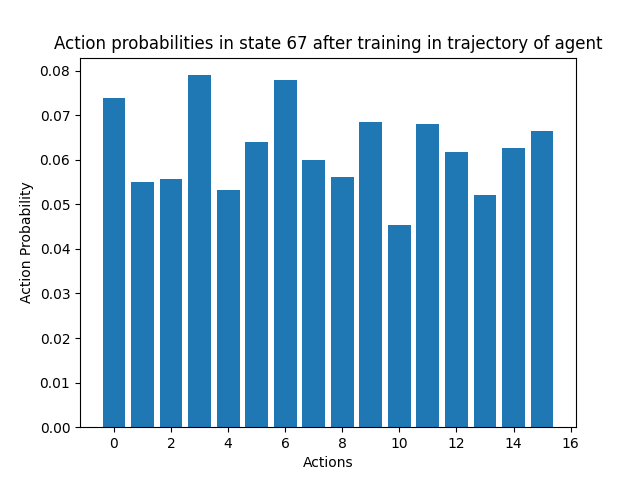 Action probabilities in state 67 after training in trajectory of agent
0.08
0.07
0.06
0.05
0.04
0.03
0.02
0.01
0.00
Action Probability
0 2 4 6 8 10 12 14 16
Actions